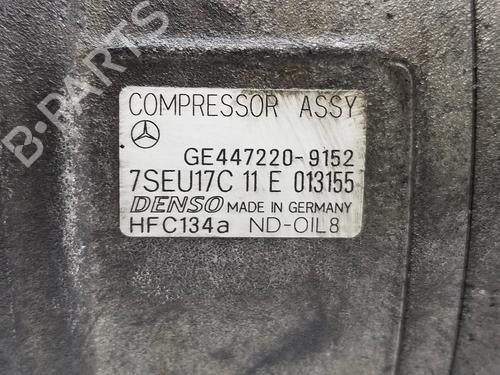 B-PARTS
COMPRESSOR ASSY
GE447220-9152
7SEU17C 11 E 013155
DENSO MADE IN GERMANY
HFC134a ND-OIL8